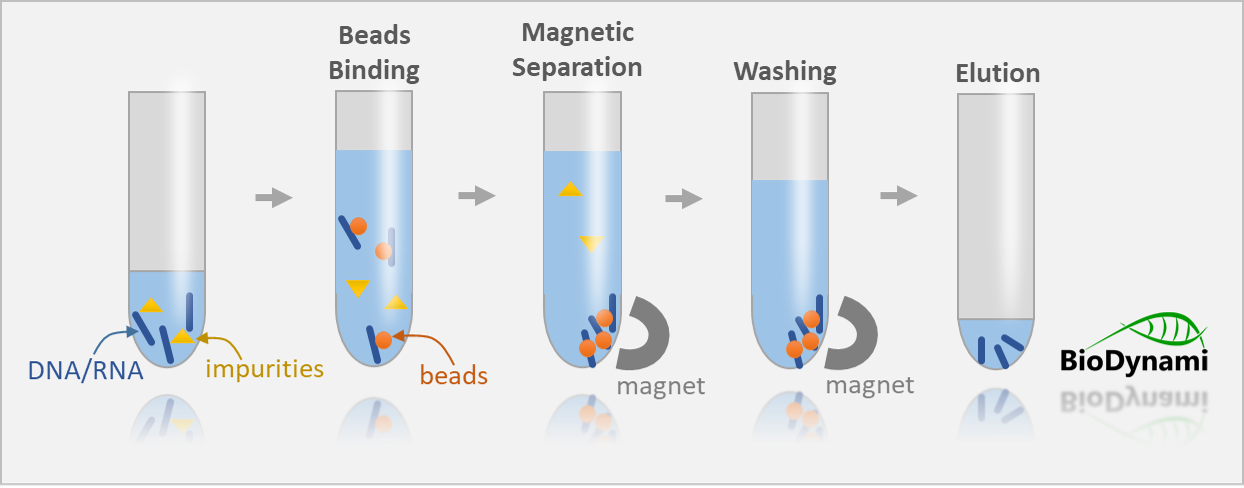 Beads
Binding
Magnetic
Separation
Washing
Elution
DNA/RNA
impurities
beads
magnet
magnet
BioDynami